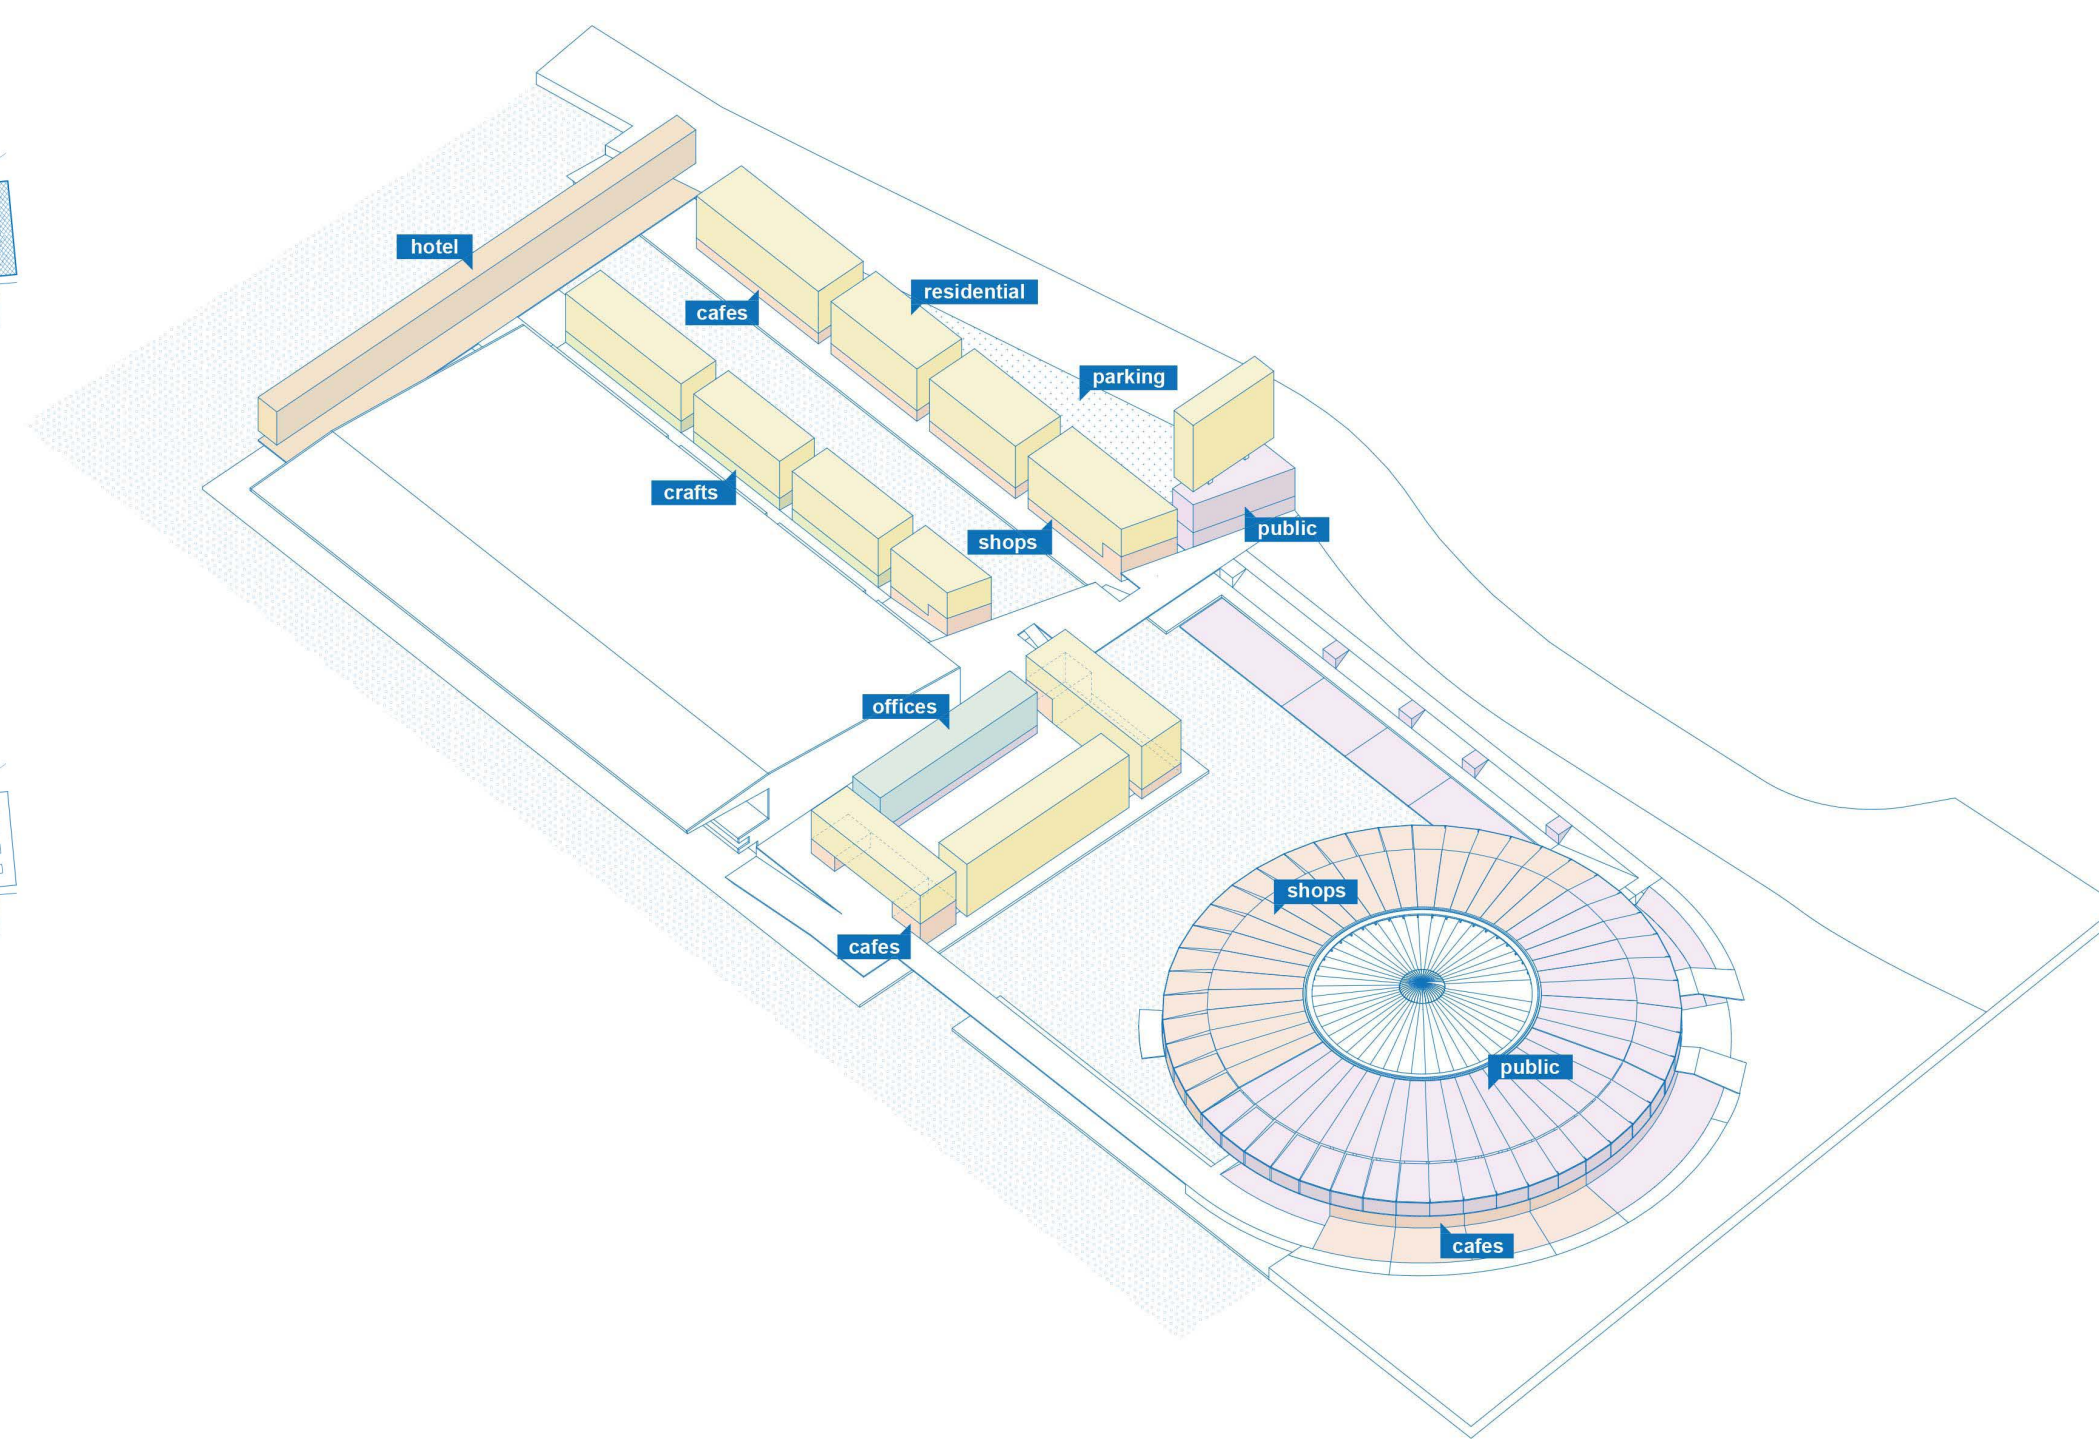 hotel
residential
cafes
parking
crafts
public
shops
offices
shops
cafes
public
cafes